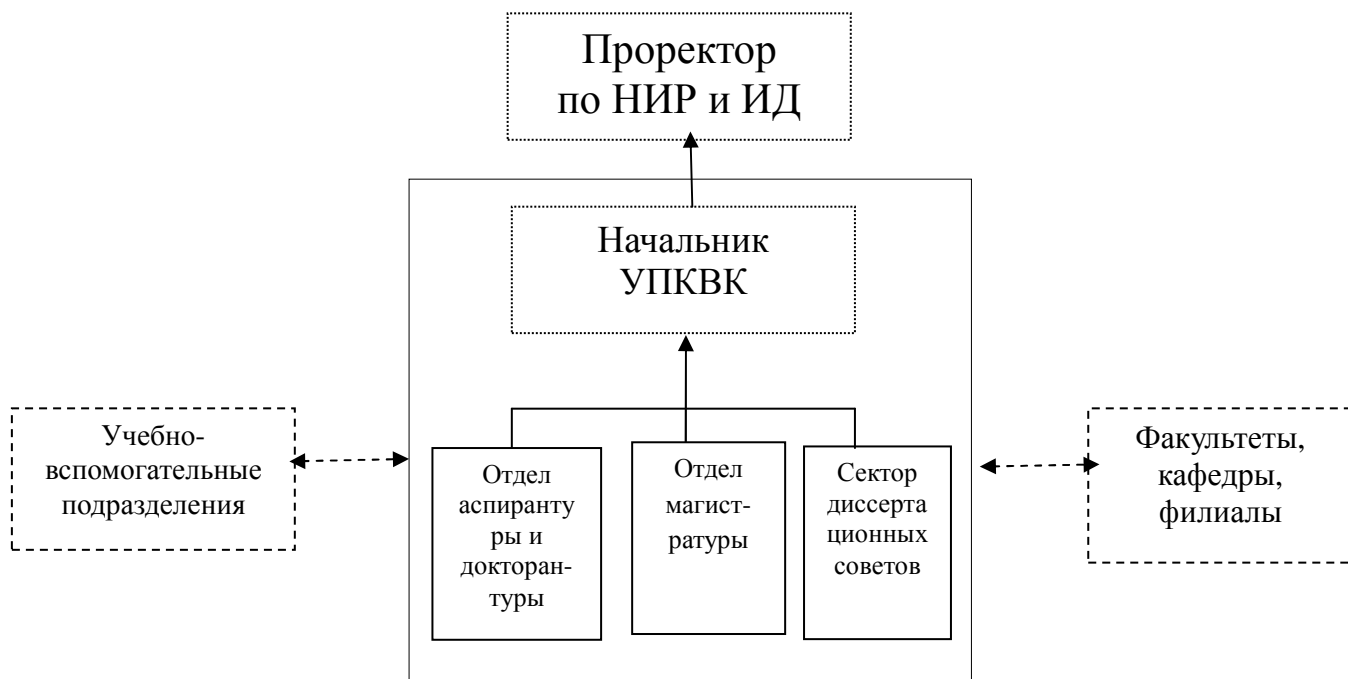 Проректор
по НИР и ИД
Начальник
УПКВК
Учебно-
вспомогательные
подразделения
Отдел
аспиранту
ры и
докторан-
туры
Отдел
магист-
ратуры
Сектор
диссерта
ционных
советов
Факультеты,
кафедры,
филиалы